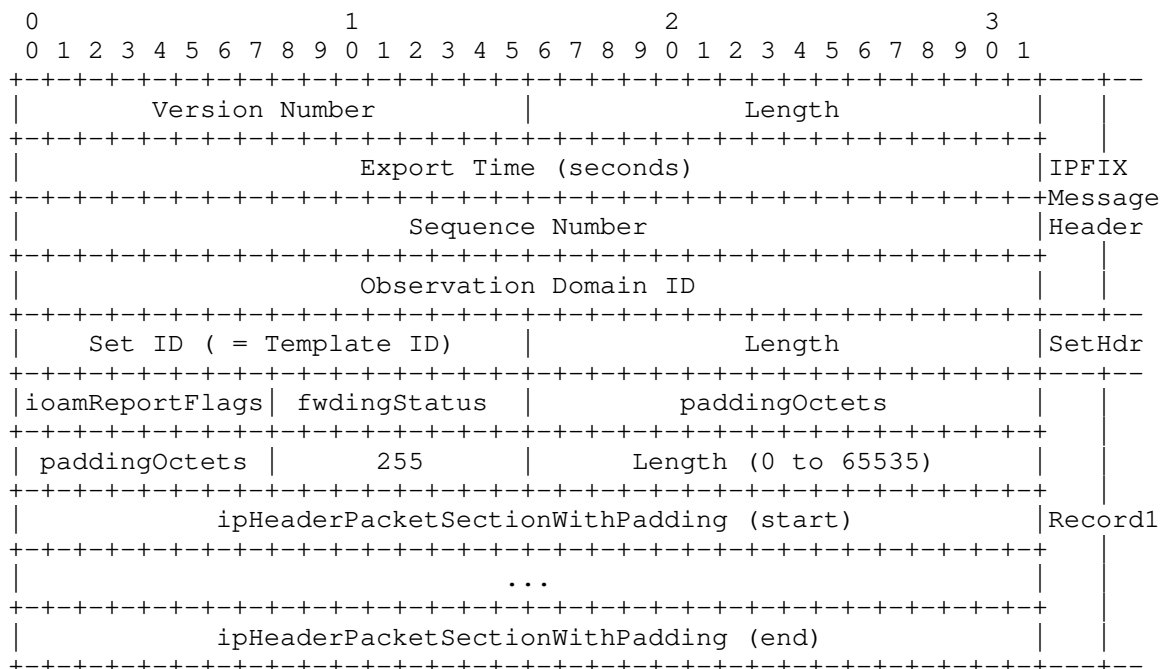 0                   1                   2                   3
 0 1 2 3 4 5 6 7 8 9 0 1 2 3 4 5 6 7 8 9 0 1 2 3 4 5 6 7 8 9 0 1
+-+-+-+-+-+-+-+-+-+-+-+-+-+-+-+-+-+-+-+-+-+-+-+-+-+-+-+-+-+-+-+-+---+--
|        Version Number         |             Length            |   |
+-+-+-+-+-+-+-+-+-+-+-+-+-+-+-+-+-+-+-+-+-+-+-+-+-+-+-+-+-+-+-+-+   |
|                     Export Time (seconds)                     |IPFIX
+-+-+-+-+-+-+-+-+-+-+-+-+-+-+-+-+-+-+-+-+-+-+-+-+-+-+-+-+-+-+-+-+Message
|                        Sequence Number                        |Header
+-+-+-+-+-+-+-+-+-+-+-+-+-+-+-+-+-+-+-+-+-+-+-+-+-+-+-+-+-+-+-+-+   |
|                     Observation Domain ID                     |   |
+-+-+-+-+-+-+-+-+-+-+-+-+-+-+-+-+-+-+-+-+-+-+-+-+-+-+-+-+-+-+-+-+---+--
|    Set ID ( = Template ID)    |             Length            |SetHdr
+-+-+-+-+-+-+-+-+-+-+-+-+-+-+-+-+-+-+-+-+-+-+-+-+-+-+-+-+-+-+-+-+---+--
|ioamReportFlags| fwdingStatus  |         paddingOctets         |   |
+-+-+-+-+-+-+-+-+-+-+-+-+-+-+-+-+-+-+-+-+-+-+-+-+-+-+-+-+-+-+-+-+   |
| paddingOctets |      255      |      Length (0 to 65535)      |   |
+-+-+-+-+-+-+-+-+-+-+-+-+-+-+-+-+-+-+-+-+-+-+-+-+-+-+-+-+-+-+-+-+   |
|            ipHeaderPacketSectionWithPadding (start)           |Record1
+-+-+-+-+-+-+-+-+-+-+-+-+-+-+-+-+-+-+-+-+-+-+-+-+-+-+-+-+-+-+-+-+   |
|                              ...                              |   |
+-+-+-+-+-+-+-+-+-+-+-+-+-+-+-+-+-+-+-+-+-+-+-+-+-+-+-+-+-+-+-+-+   |
|            ipHeaderPacketSectionWithPadding (end)             |   |
+-+-+-+-+-+-+-+-+-+-+-+-+-+-+-+-+-+-+-+-+-+-+-+-+-+-+-+-+-+-+-+-+---+--